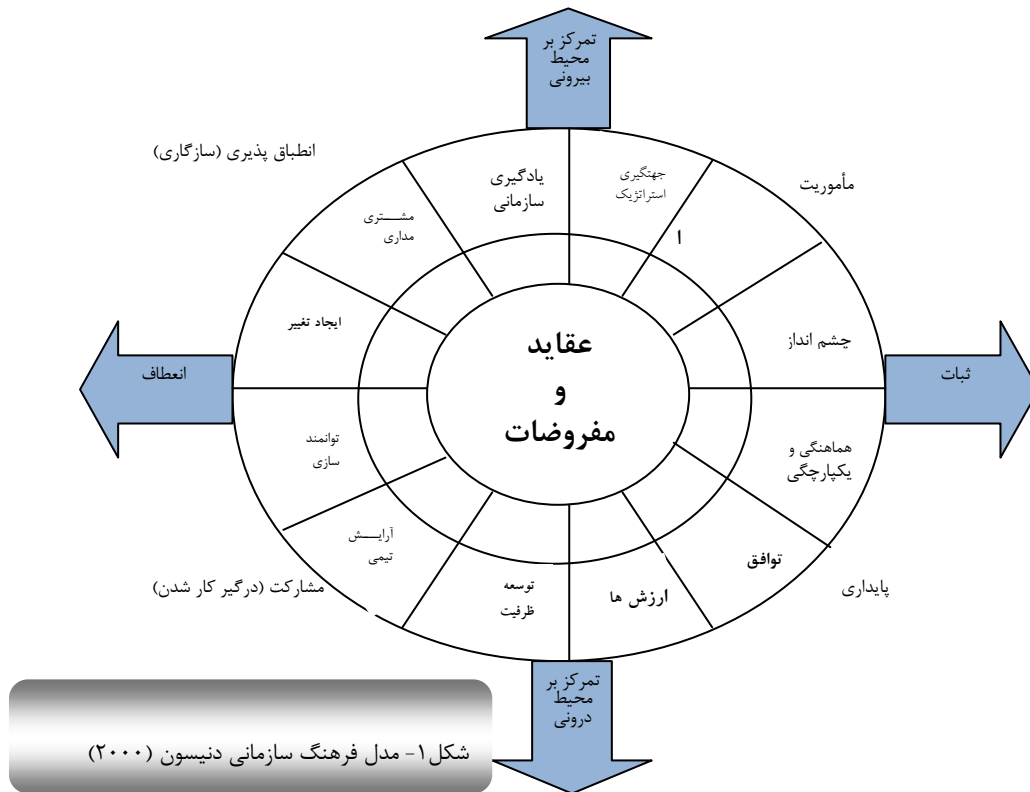 تمرکز بر
محیط
بیرونی
انطباق پذیری (سازگاری)
مأموریت
جهتگیری
استراتژیک
ا
یادگیری
سازمانی
مشـــتری
مداری
ایجاد تغییر
چشم انداز
عقاید
و
مفروضات
انعطاف
ثبات
هماهنگی و
یکپارچگی
توانمند
سازی
آرایـــش
تیمی
توافق
ارزش ها
توسعه
ظرفیت
مشارکت (درگیر کار شدن)
پایداری
تمرکز بر
محیط
درونی
شکل۱- مدل فرهنگ سازمانی دنیسون (۲۰۰۰)